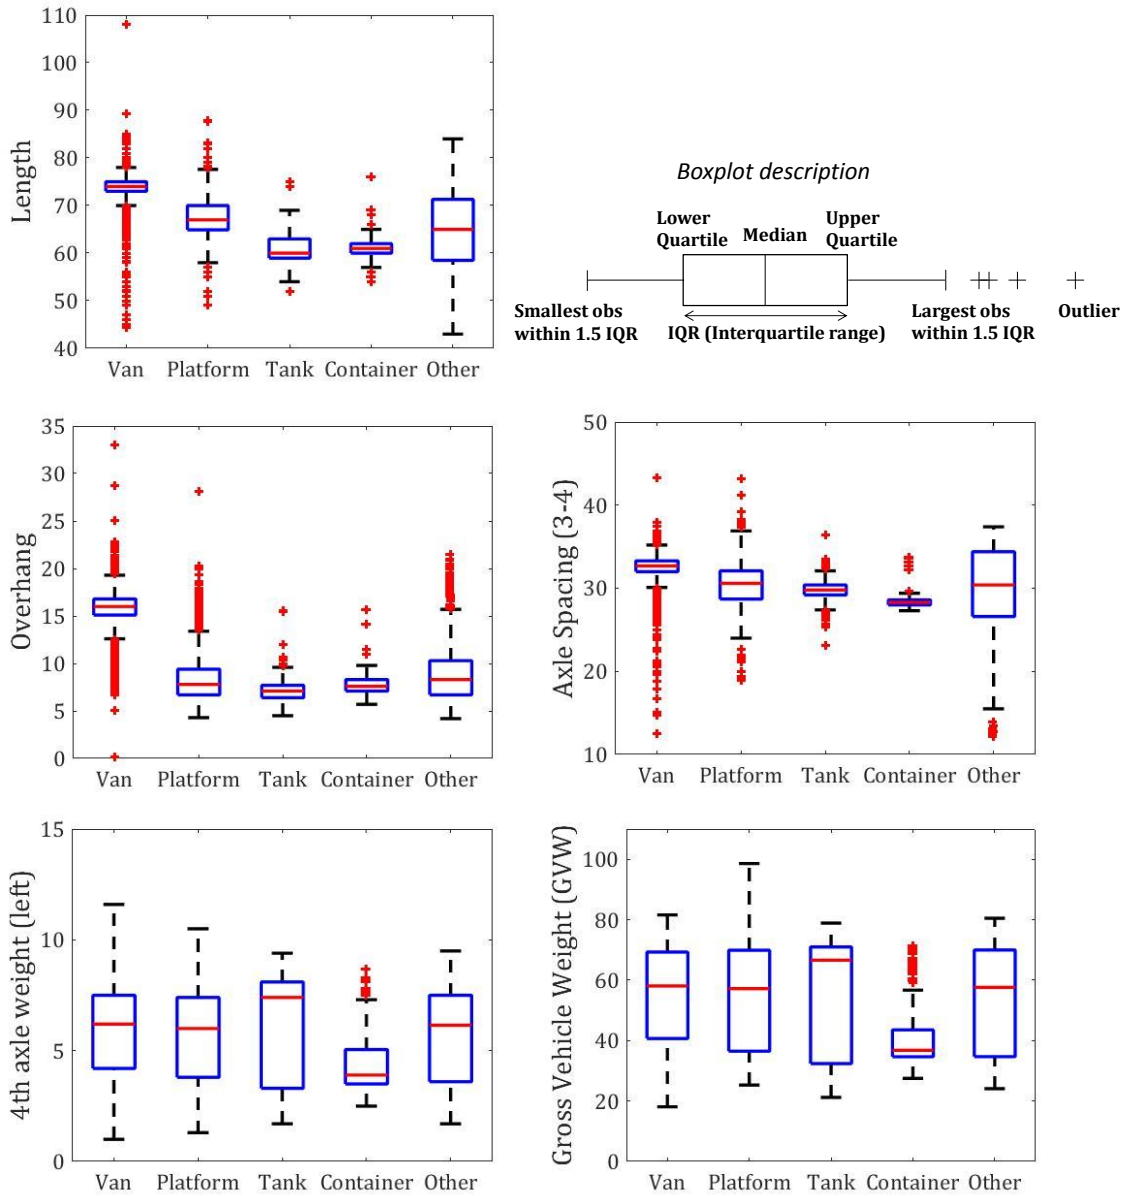 110
100
90
80
70
60
50
40
Length
Van Platform Tank Container Other
Boxplot description
Lower
Quartile
Median
Upper
Quartile
Smallest obs
within 1.5 IQR
IQR (Interquartile range)
Largest obs
within 1.5 IQR
Outlier
35
30
25
20
15
10
5
0
Overhang
Van Platform Tank Container Other
50
40
30
20
10
Axle Spacing (3-4)
Van Platform Tank Container Other
15
10
5
0
4th axle weight (left)
Van Platform Tank Container Other
100
80
60
40
20
0
Gross Vehicle Weight (GVW)
Van Platform Tank Container Other